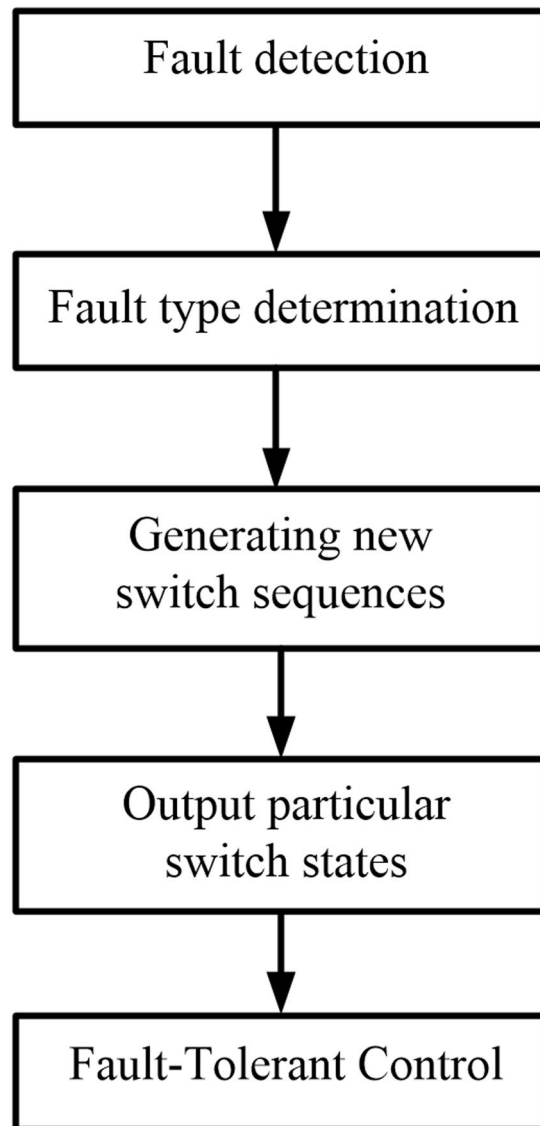 Fault detection
Fault type determination
Generating new
switch sequences
Output particular
switch states
Fault-Tolerant Control